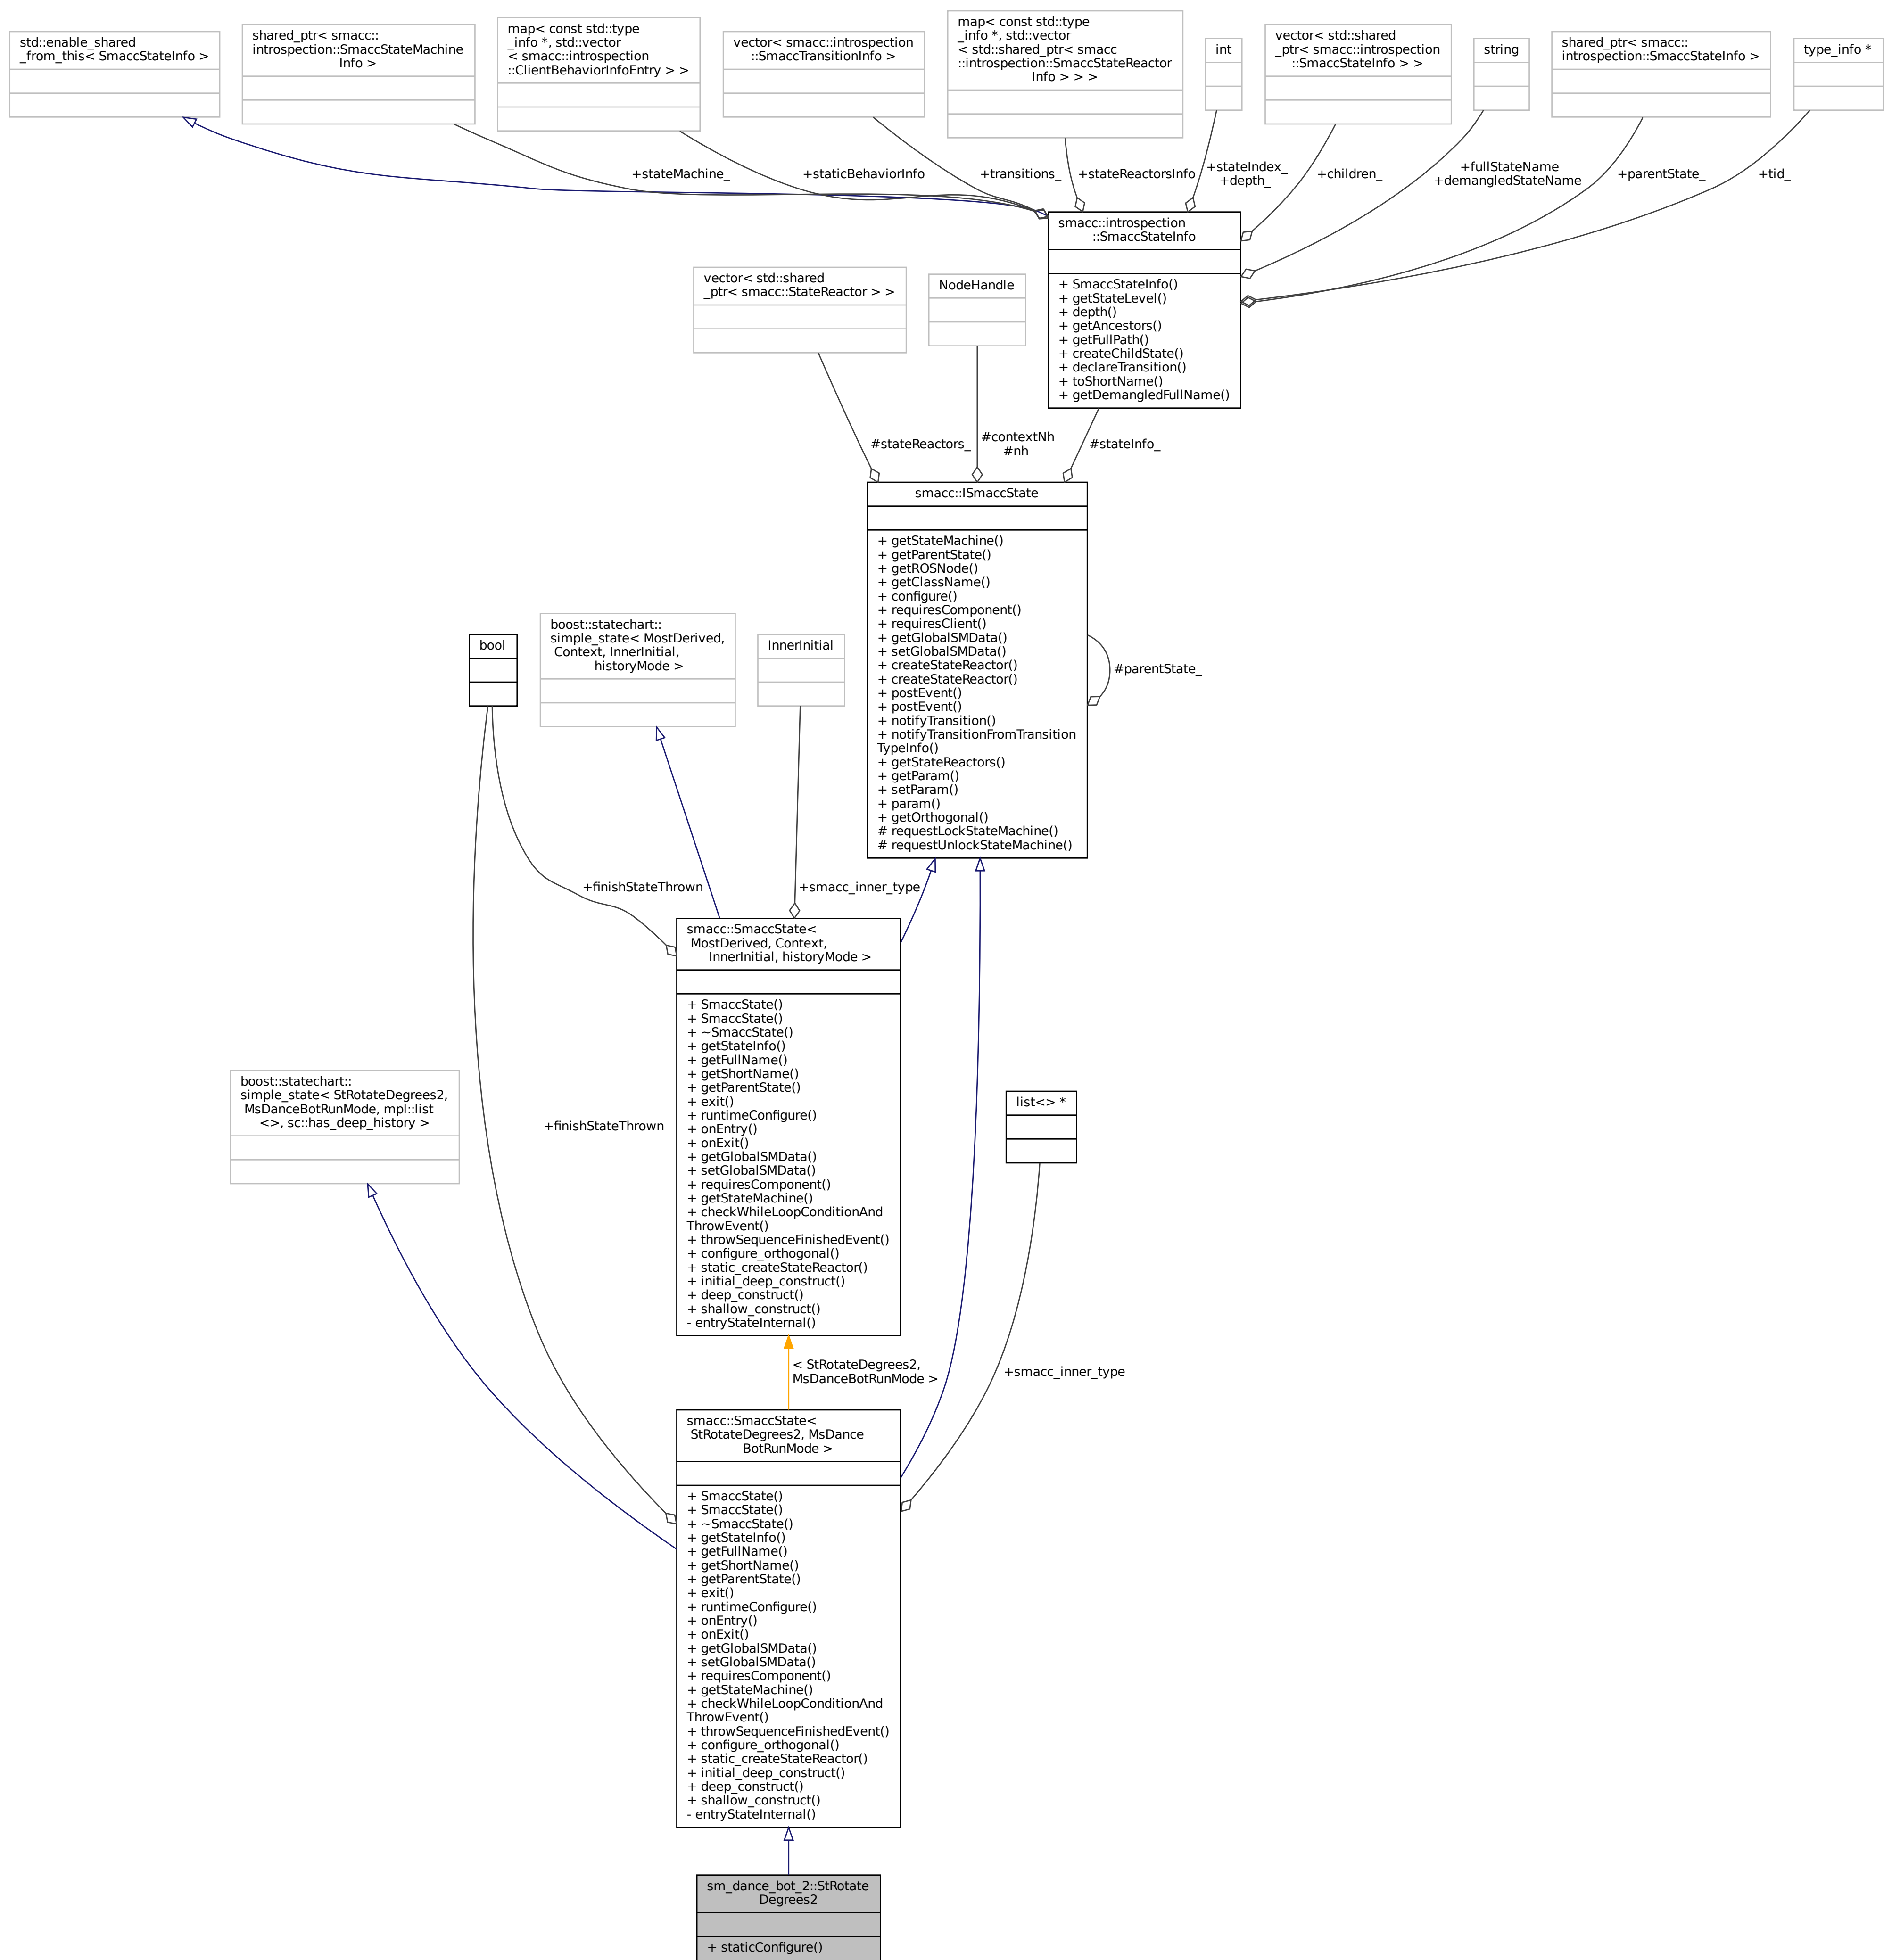 std::enable_shared
_from_this< SmaccStateInfo >
shared_ptr< smacc::
introspection::SmaccStateMachine
Info >
map< const std::type
_info *, std::vector
< smacc::introspection
::ClientBehaviorInfoEntry > >
vector< smacc::introspection
::SmaccTransitionInfo >
map< const std::type
_info *, std::vector
< std::shared_ptr< smacc
::introspection::SmaccStateReactor
Info > > >
int
vector< std::shared
_ptr< smacc::introspection
::SmaccStateInfo > >
string
shared_ptr< smacc::
introspection::SmaccStateInfo >
type_info *
+stateMachine_
+staticBehaviorInfo
+transitions_
+stateReactorsInfo
+stateIndex_
+depth_
+children_
+fullStateName
+demangledStateName
+parentState_
+tid_
smacc::introspection
::SmaccStateInfo
+ SmaccStateInfo()
+ getStateLevel()
+ depth()
+ getAncestors()
+ getFullPath()
+ createChildState()
+ declareTransition()
+ toShortName()
+ getDemangledFullName()
vector< std::shared
_ptr< smacc::StateReactor > >
NodeHandle
#stateReactors_
#contextNh
#nh
#stateInfo_
smacc::ISmaccState
+ getStateMachine()
+ getParentState()
+ getROSNode()
+ getClassName()
+ configure()
+ requiresComponent()
+ requiresClient()
+ getGlobalSMData()
+ setGlobalSMData()
+ createStateReactor()
+ createStateReactor()
+ postEvent()
+ postEvent()
+ notifyTransition()
+ notifyTransitionFromTransition
TypeInfo()
+ getStateReactors()
+ getParam()
+ setParam()
+ param()
+ getOrthogonal()
# requestLockStateMachine()
# requestUnlockStateMachine()
#parentState_
bool
boost::statechart::
simple_state< MostDerived,
Context, InnerInitial,
historyMode >
InnerInitial
+finishStateThrown
+smacc_inner_type
smacc::SmaccState<
MostDerived, Context,
InnerInitial, historyMode >
+ SmaccState()
+ SmaccState()
+ ~SmaccState()
+ getStateInfo()
+ getFullName()
+ getShortName()
+ getParentState()
+ exit()
+ runtimeConfigure()
+ onEntry()
+ onExit()
+ getGlobalSMData()
+ setGlobalSMData()
+ requiresComponent()
+ getStateMachine()
+ checkWhileLoopConditionAnd
ThrowEvent()
+ throwSequenceFinishedEvent()
+ configure_orthogonal()
+ static_createStateReactor()
+ initial_deep_construct()
+ deep_construct()
+ shallow_construct()
- entryStateInternal()
boost::statechart::
simple_state< StRotateDegrees2,
MsDanceBotRunMode, mpl::list
<>, sc::has_deep_history >
+finishStateThrown
list<> *
< StRotateDegrees2,
MsDanceBotRunMode >
+smacc_inner_type
smacc::SmaccState<
StRotateDegrees2, MsDance
BotRunMode >
+ SmaccState()
+ SmaccState()
+ ~SmaccState()
+ getStateInfo()
+ getFullName()
+ getShortName()
+ getParentState()
+ exit()
+ runtimeConfigure()
+ onEntry()
+ onExit()
+ getGlobalSMData()
+ setGlobalSMData()
+ requiresComponent()
+ getStateMachine()
+ checkWhileLoopConditionAnd
ThrowEvent()
+ throwSequenceFinishedEvent()
+ configure_orthogonal()
+ static_createStateReactor()
+ initial_deep_construct()
+ deep_construct()
+ shallow_construct()
- entryStateInternal()
sm_dance_bot_2::StRotate
Degrees2
+ staticConfigure()